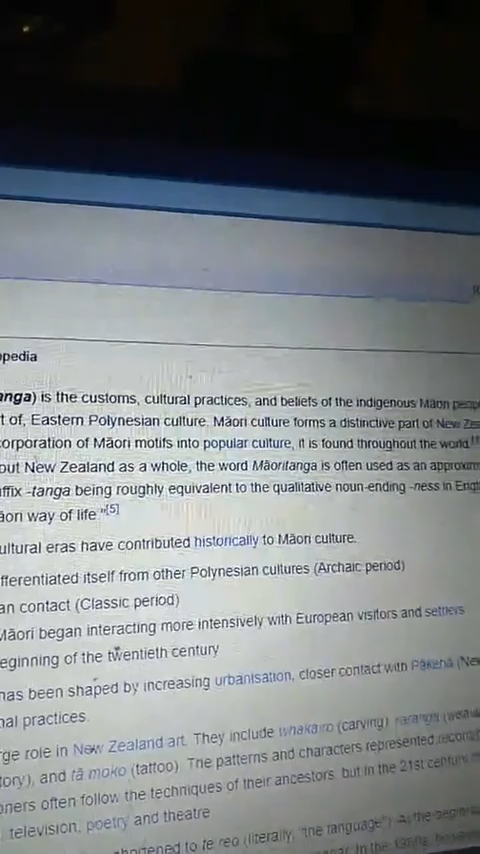 pedia
anga) is the customs, cultural practices, and beliefs of the indigenous Māori
t of, Eastern Polynesian culture. Māori culture forms a distinctive part of New
corporation of Māori motifs into popular culture, it is found throughout the world.
out New Zealand as a whole, the word Māoritanga is often used as an
ffix -tanga being roughly equivalent to the qualitative noun-ending -ness in
āori way of life."[5]
ultural eras have contributed historically to Māori culture.
fferentiated itself from other Polynesian cultures (Archaic period)
an contact (Classic period)
Māori began interacting more intensively with European visitors and settlers
eginning of the twentieth century
has been shaped by increasing urbanisation, closer contact with Pākehā
nal practices.
rge role in New Zealand art. They include whakairo (carving), raranga
tory), and tā moko (tattoo). The patterns and characters represented
oners often follow the techniques of their ancestors, but in the 21st century
television, poetry and theatre.
shortened to te reo (literally, "the language")